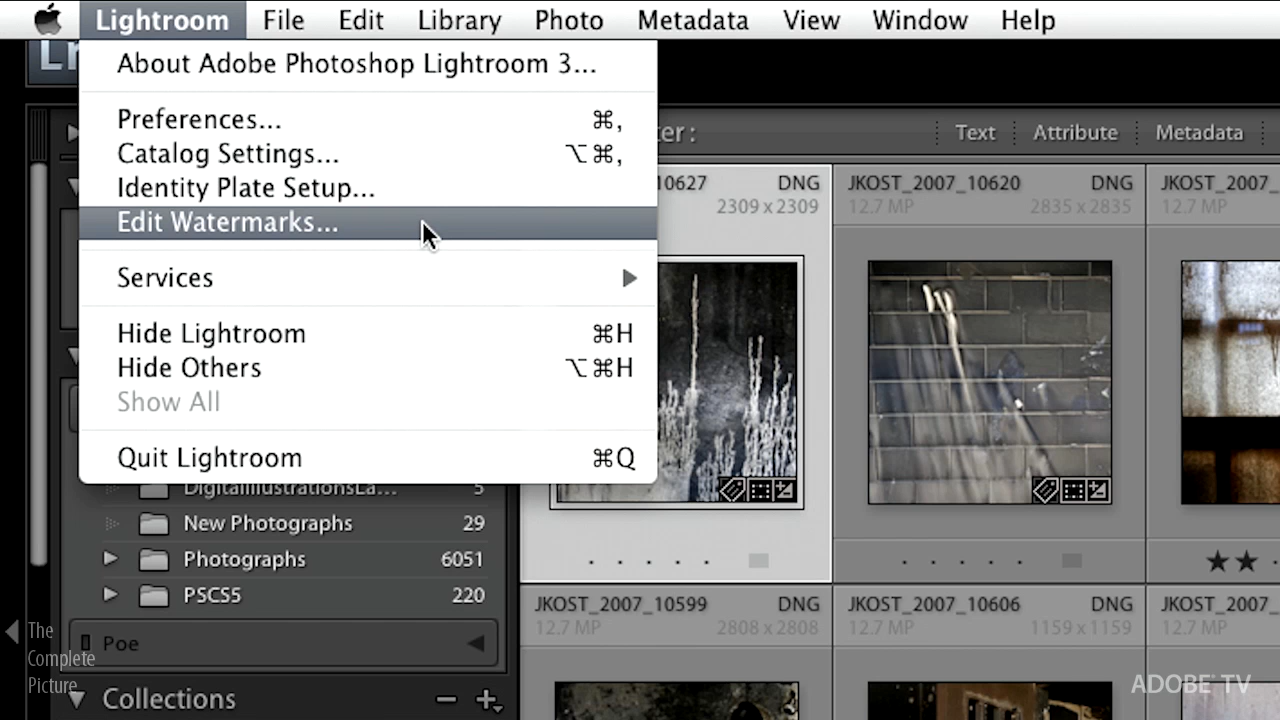 Lightroom File Edit Library Photo Metadata View Window Help
Lr
About Adobe Photoshop Lightroom 3...
Preferences... ⌘,
Catalog Settings... ⌥⌘,
Identity Plate Setup...
Edit Watermarks...
Services
Hide Lightroom ⌘H
Hide Others ⌥⌘H
Show All
Quit Lightroom ⌘Q
ter : Text Attribute Metadata
10627 DNG
2309 x 2309
JKOST_2007_10620 DNG
12.7 MP 2835 x 2835
JKOST_2007_
12.7 MP
DigitalIllustrationsLa... 5
New Photographs 29
Photographs 6051
PSCS5 220
Poe
Collections
JKOST_2007_10599 DNG
12.7 MP 2808 x 2808
JKOST_2007_10606 DNG
12.7 MP 1159 x 1159
JKOST_2007_
12.7 MP
The
Complete
Picture
ADOBE® TV